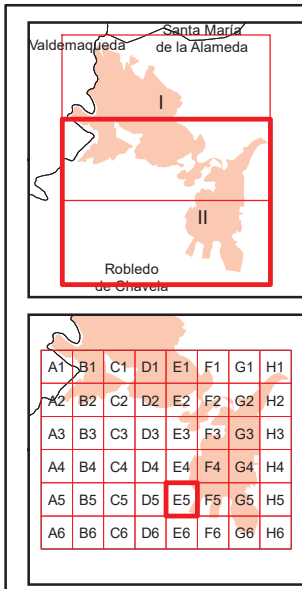 Santa María
Valdemaqueda de la Alameda
I
II
Robledo
de Chavela
A1 B1 C1 D1 E1 F1 G1 H1
A2 B2 C2 D2 E2 F2 G2 H2
A3 B3 C3 D3 E3 F3 G3 H3
A4 B4 C4 D4 E4 F4 G4 H4
A5 B5 C5 D5 E5 F5 G5 H5
A6 B6 C6 D6 E6 F6 G6 H6